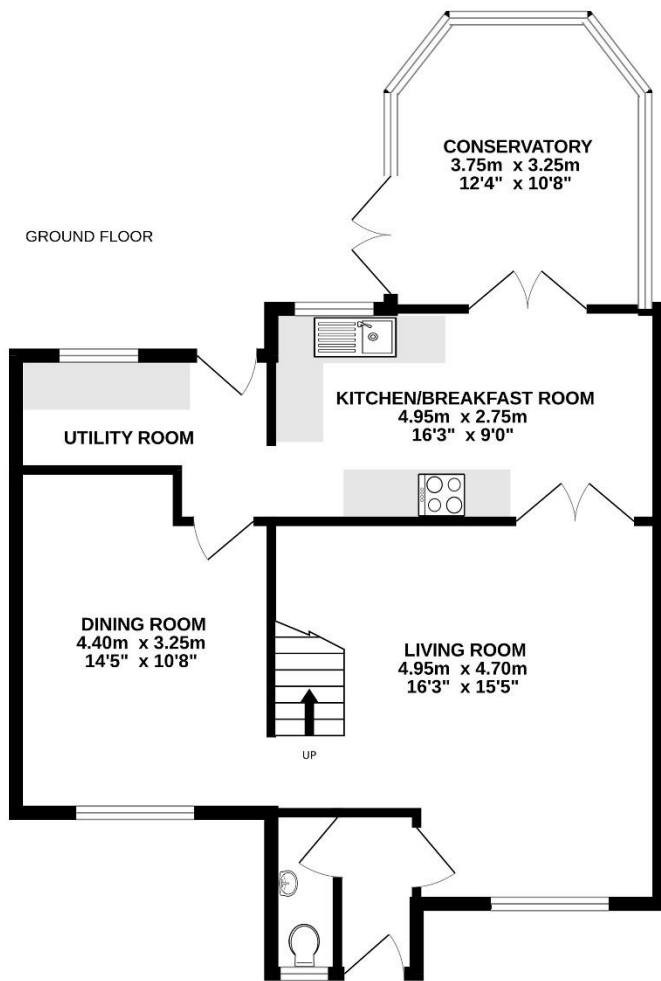 CONSERVATORY
3.75m x 3.25m
12'4" x 10'8"
GROUND FLOOR
KITCHEN/BREAKFAST ROOM
4.95m x 2.75m
16'3" x 9'0"
UTILITY ROOM
DINING ROOM
4.40m x 3.25m
14'5" x 10'8"
LIVING ROOM
4.95m x 4.70m
16'3" x 15'5"
UP